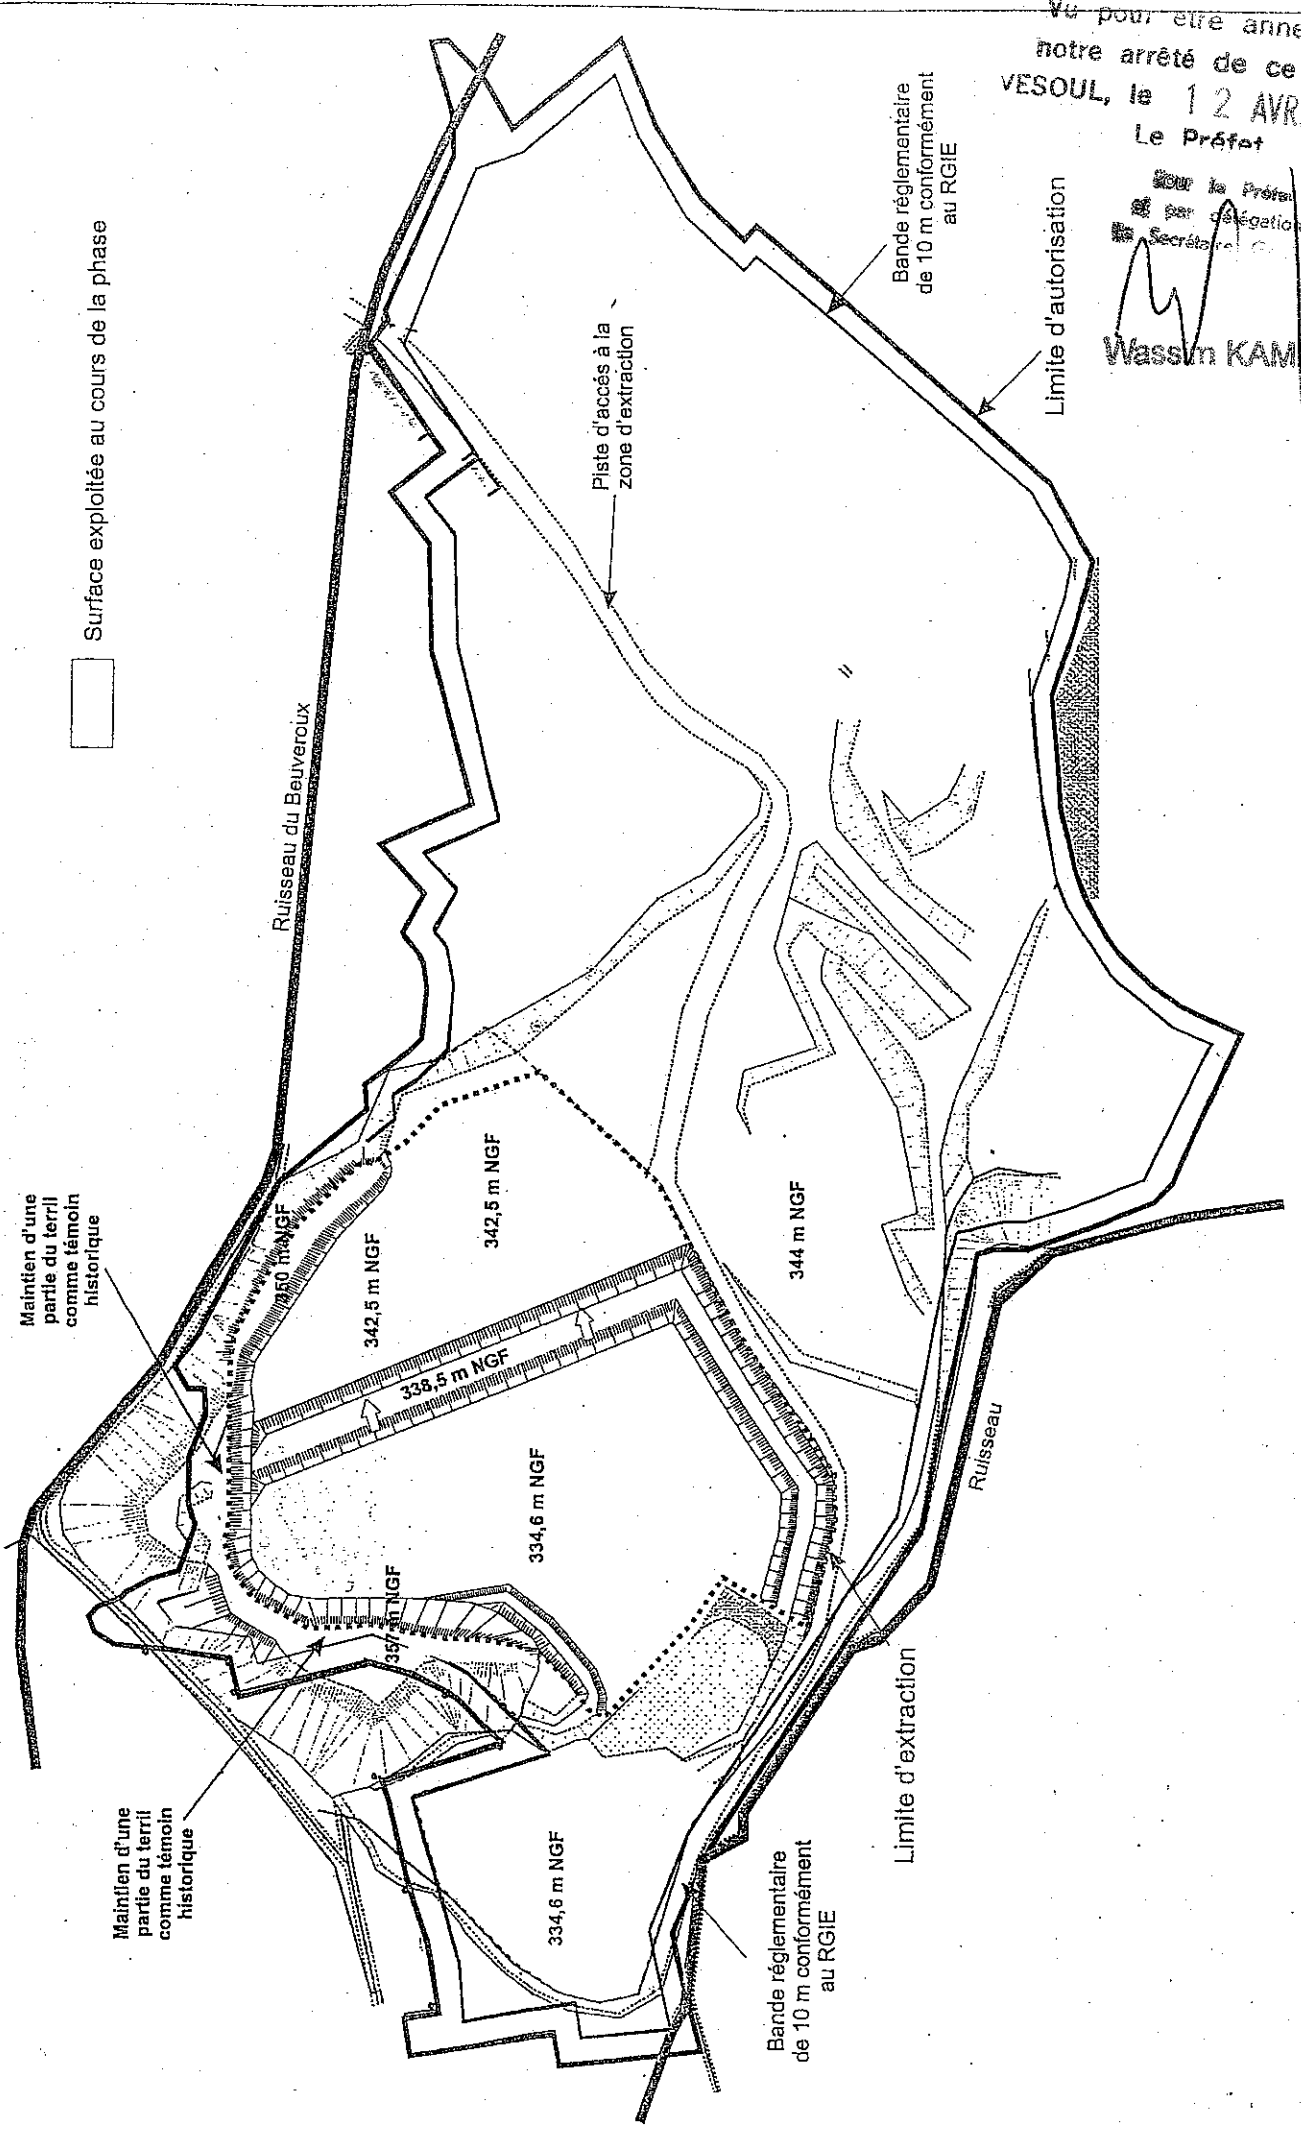 Vu pour être anne
notre arrêté de ce
VESOUL, le 12 AVR
Le Préfet
Pour le Préfet
et par délégatio
Secrétaire
Wassim KAM
Surface exploitée au cours de la phase
Ruisseau du Beuveroux
Maintien d'une
partie du terril
comme témoin
historique
Maintien d'une
partie du terril
comme témoin
historique
Piste d'accès à la
zone d'extraction
Bande réglementaire
de 10 m conformément
au RGIE
Limite d'autorisation
350 m NGF
342,5 m NGF
342,5 m NGF
338,5 m NGF
344 m NGF
334,6 m NGF
357 m NGF
334,6 m NGF
Ruisseau
Limite d'extraction
Bande réglementaire
de 10 m conformément
au RGIE